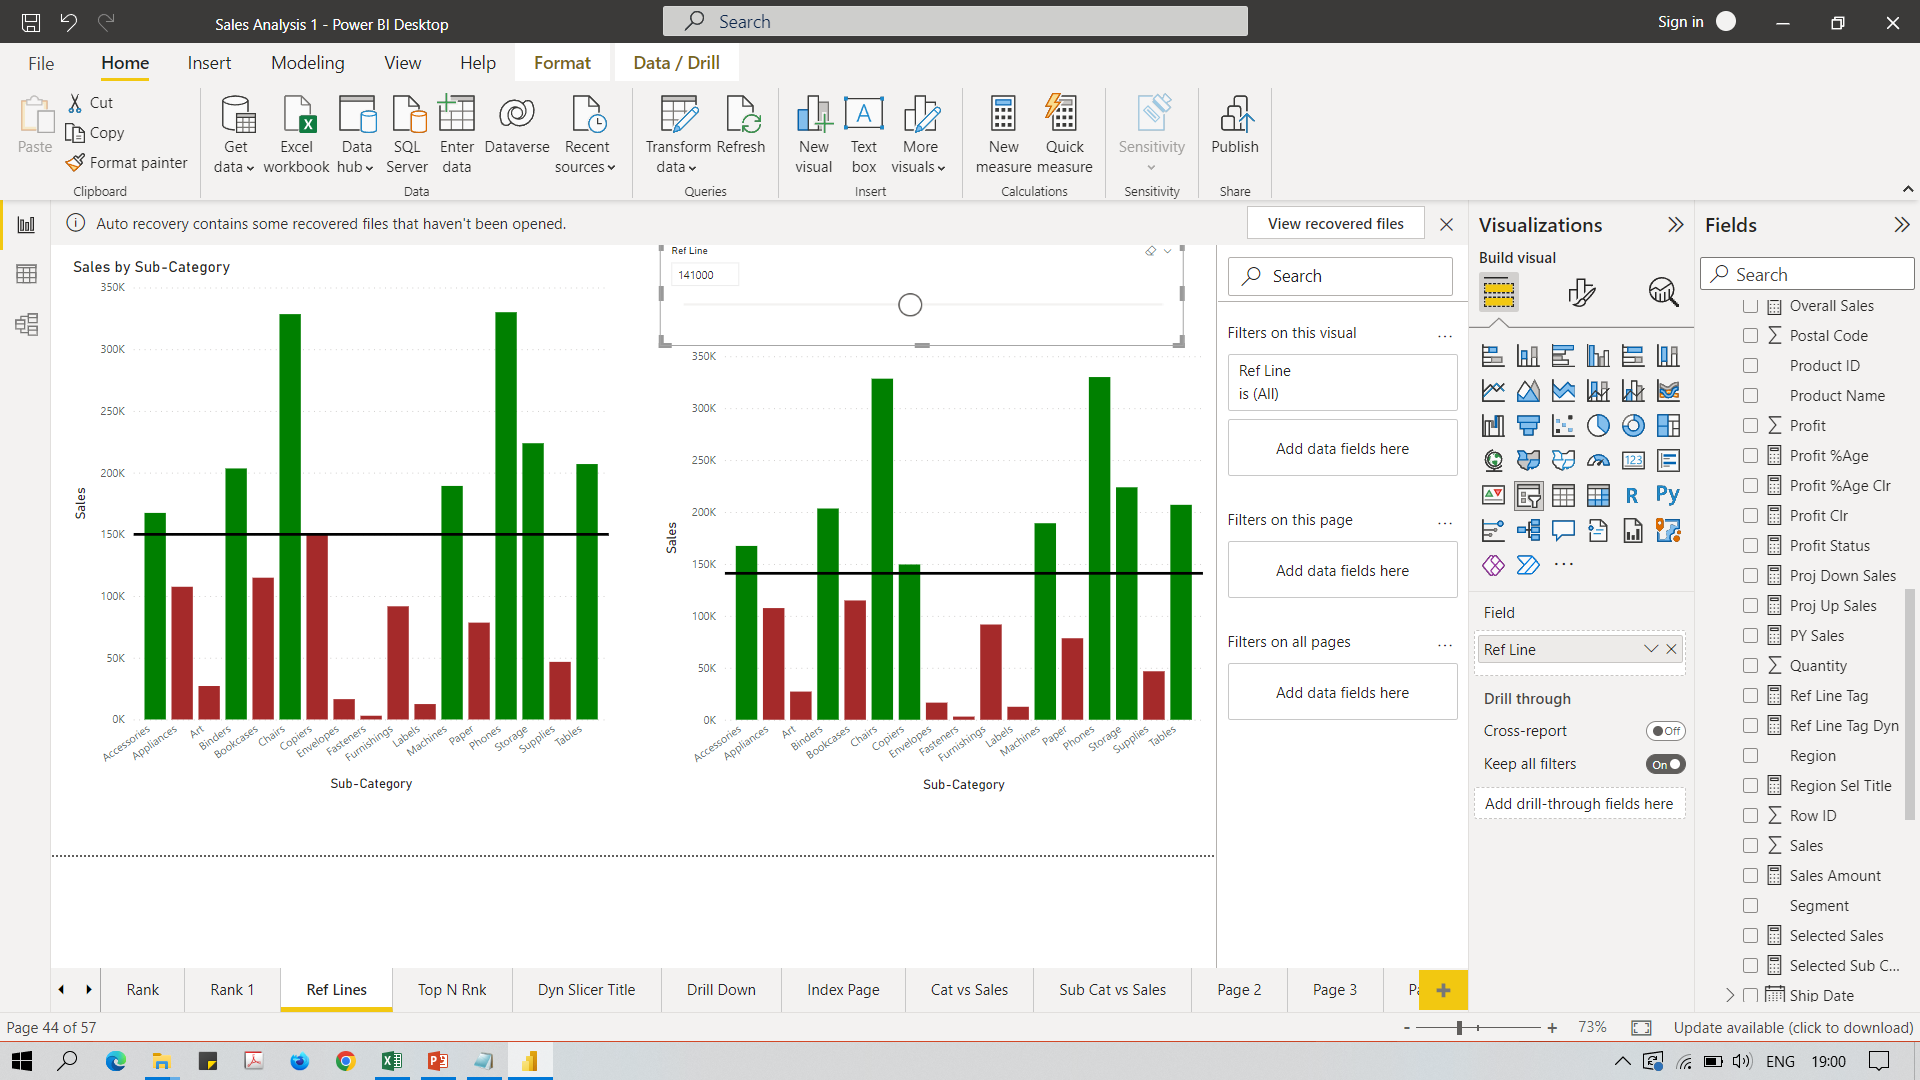 Sales Analysis 1 - Power BI Desktop
Search
Sign in
File
Home
Insert
Modeling
View
Help
Format
Data / Drill
Paste
Cut
Copy
Format painter
Clipboard
Get data
Excel workbook
Data hub
SQL Server
Enter data
Dataverse
Recent sources
Data
Transform data
Refresh
Queries
New visual
Text box
More visuals
Insert
New measure
Quick measure
Calculations
Sensitivity
Sensitivity
Publish
Share
Auto recovery contains some recovered files that haven't been opened.
View recovered files
Sales by Sub-Category
350K
300K
250K
200K
150K
100K
50K
0K
Sales
Accessories
Appliances
Art
Binders
Bookcases
Chairs
Copiers
Envelopes
Fasteners
Furnishings
Labels
Machines
Paper
Phones
Storage
Supplies
Tables
Sub-Category
Ref Line
141000
350K
300K
250K
200K
150K
100K
50K
0K
Sales
Accessories
Appliances
Art
Binders
Bookcases
Chairs
Copiers
Envelopes
Fasteners
Furnishings
Labels
Machines
Paper
Phones
Storage
Supplies
Tables
Sub-Category
Search
Filters on this visual
...
Ref Line
is (All)
Add data fields here
Filters on this page
...
Add data fields here
Filters on all pages
...
Add data fields here
Visualizations
Build visual
123
R
Py
...
Field
Ref Line
Drill through
Cross-report
Off
Keep all filters
On
Add drill-through fields here
Fields
Search
Overall Sales
Postal Code
Product ID
Product Name
Profit
Profit %Age
Profit %Age Clr
Profit Clr
Profit Status
Proj Down Sales
Proj Up Sales
PY Sales
Quantity
Ref Line Tag
Ref Line Tag Dyn
Region
Region Sel Title
Row ID
Sales
Sales Amount
Segment
Selected Sales
Selected Sub C...
Ship Date
Rank
Rank 1
Ref Lines
Top N Rnk
Dyn Slicer Title
Drill Down
Index Page
Cat vs Sales
Sub Cat vs Sales
Page 2
Page 3
Page 44 of 57
- + 73%
Update available (click to download)
ENG
19:00